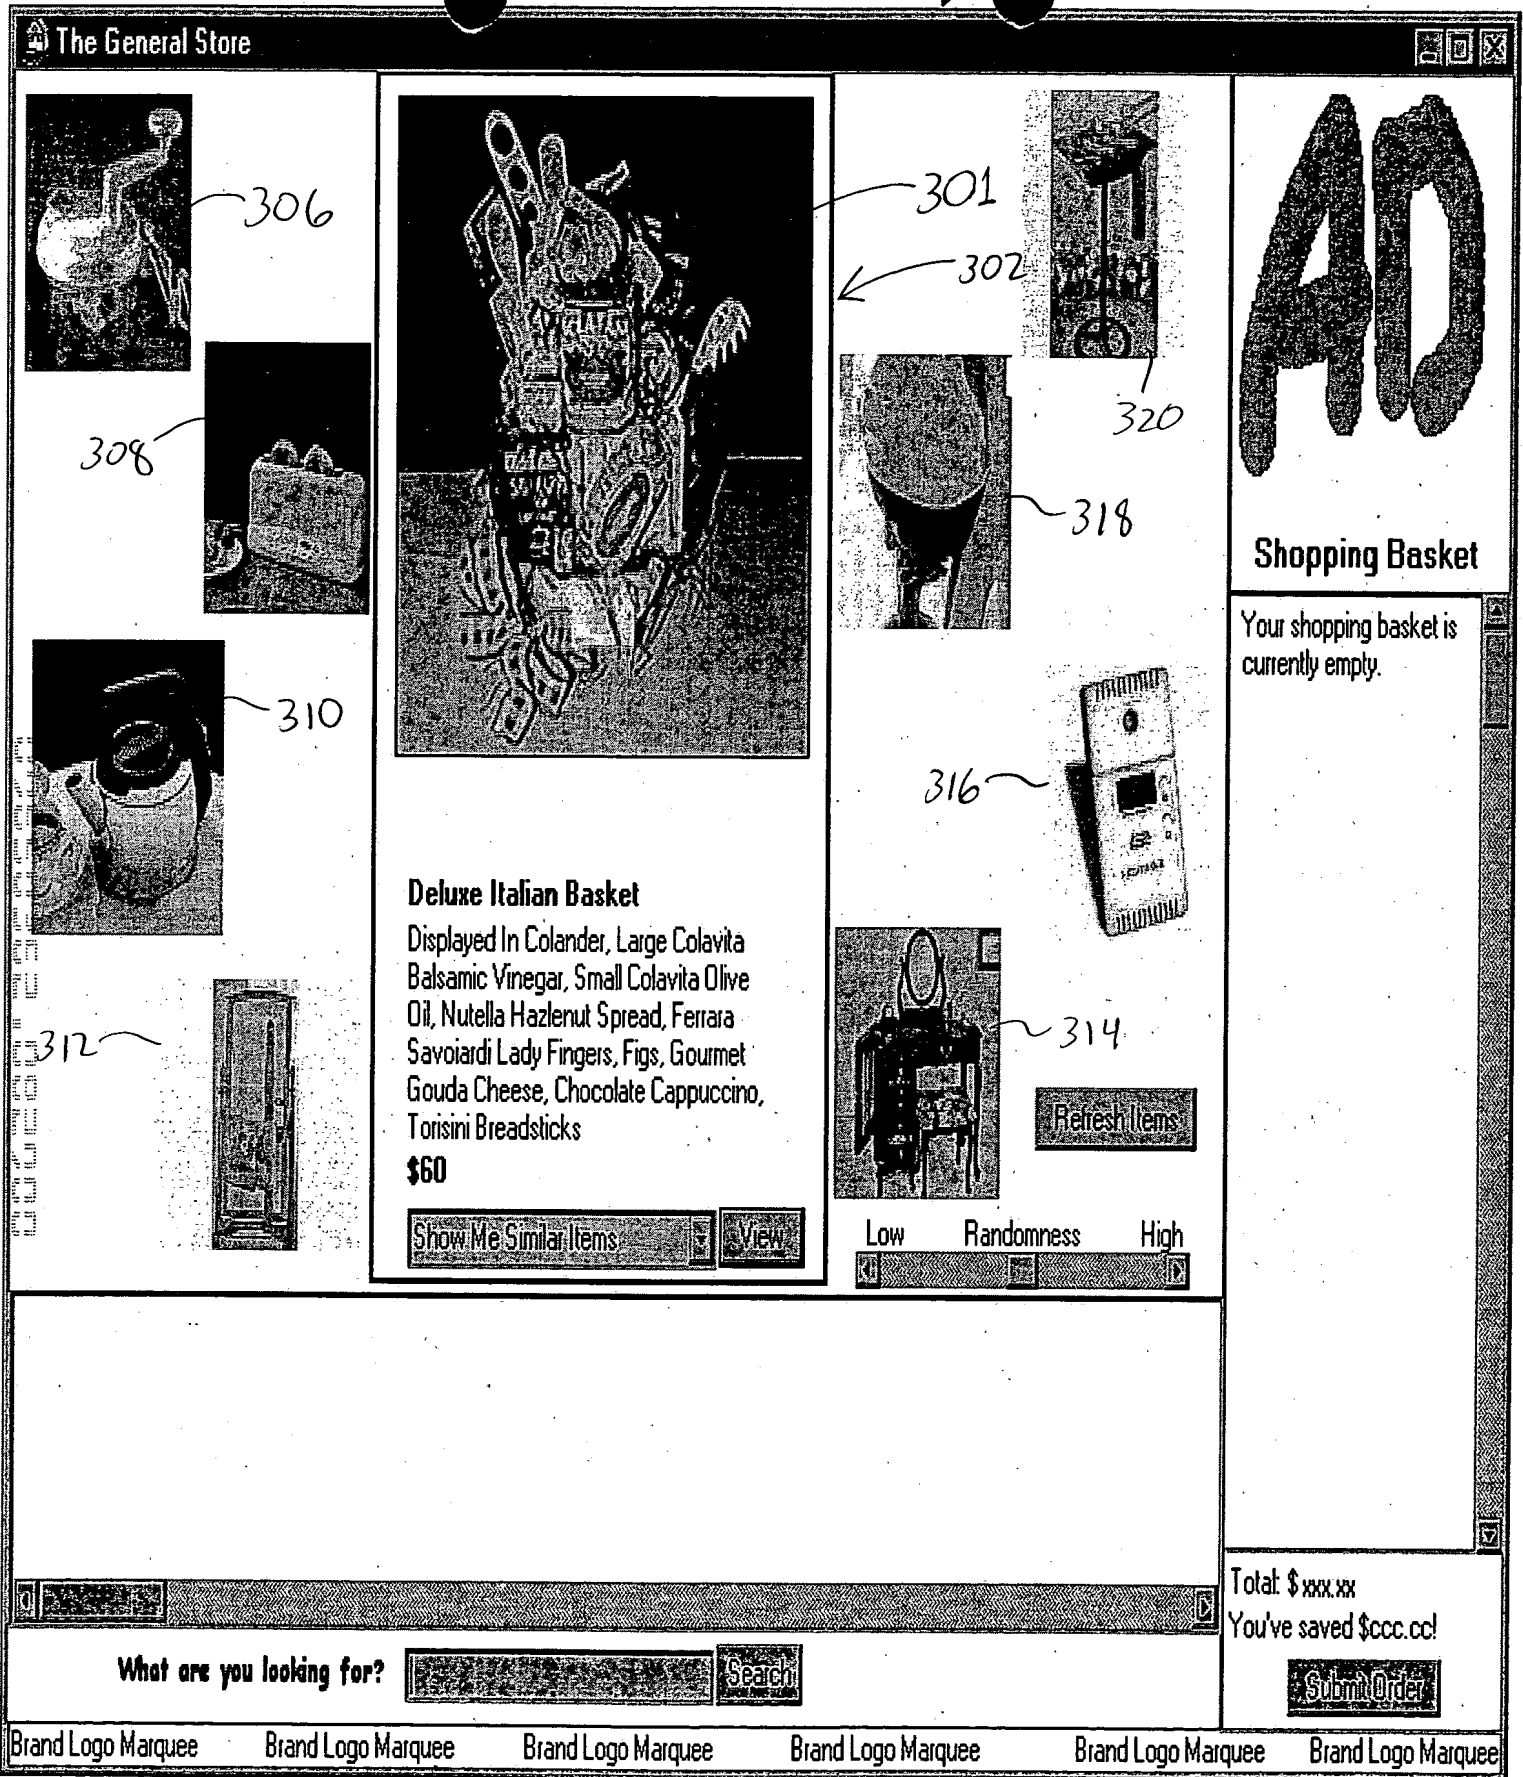 The General Store
306
308
310
312
301
302
320
318
316
314
Deluxe Italian Basket
Displayed In Colander, Large Colavita
Balsamic Vinegar, Small Colavita Olive
Oil, Nutella Hazlenut Spread, Ferrara
Savoiardi Lady Fingers, Figs, Gourmet
Gouda Cheese, Chocolate Cappuccino,
Torisini Breadsticks
$60
Show Me Similar Items
View
Refresh Items
Low Randomness High
AD
Shopping Basket
Your shopping basket is
currently empty.
Total: $xxx.xx
You've saved $ccc.cc!
Submit Order
What are you looking for?
Search
Brand Logo Marquee Brand Logo Marquee Brand Logo Marquee Brand Logo Marquee Brand Logo Marquee Brand Logo Marquee